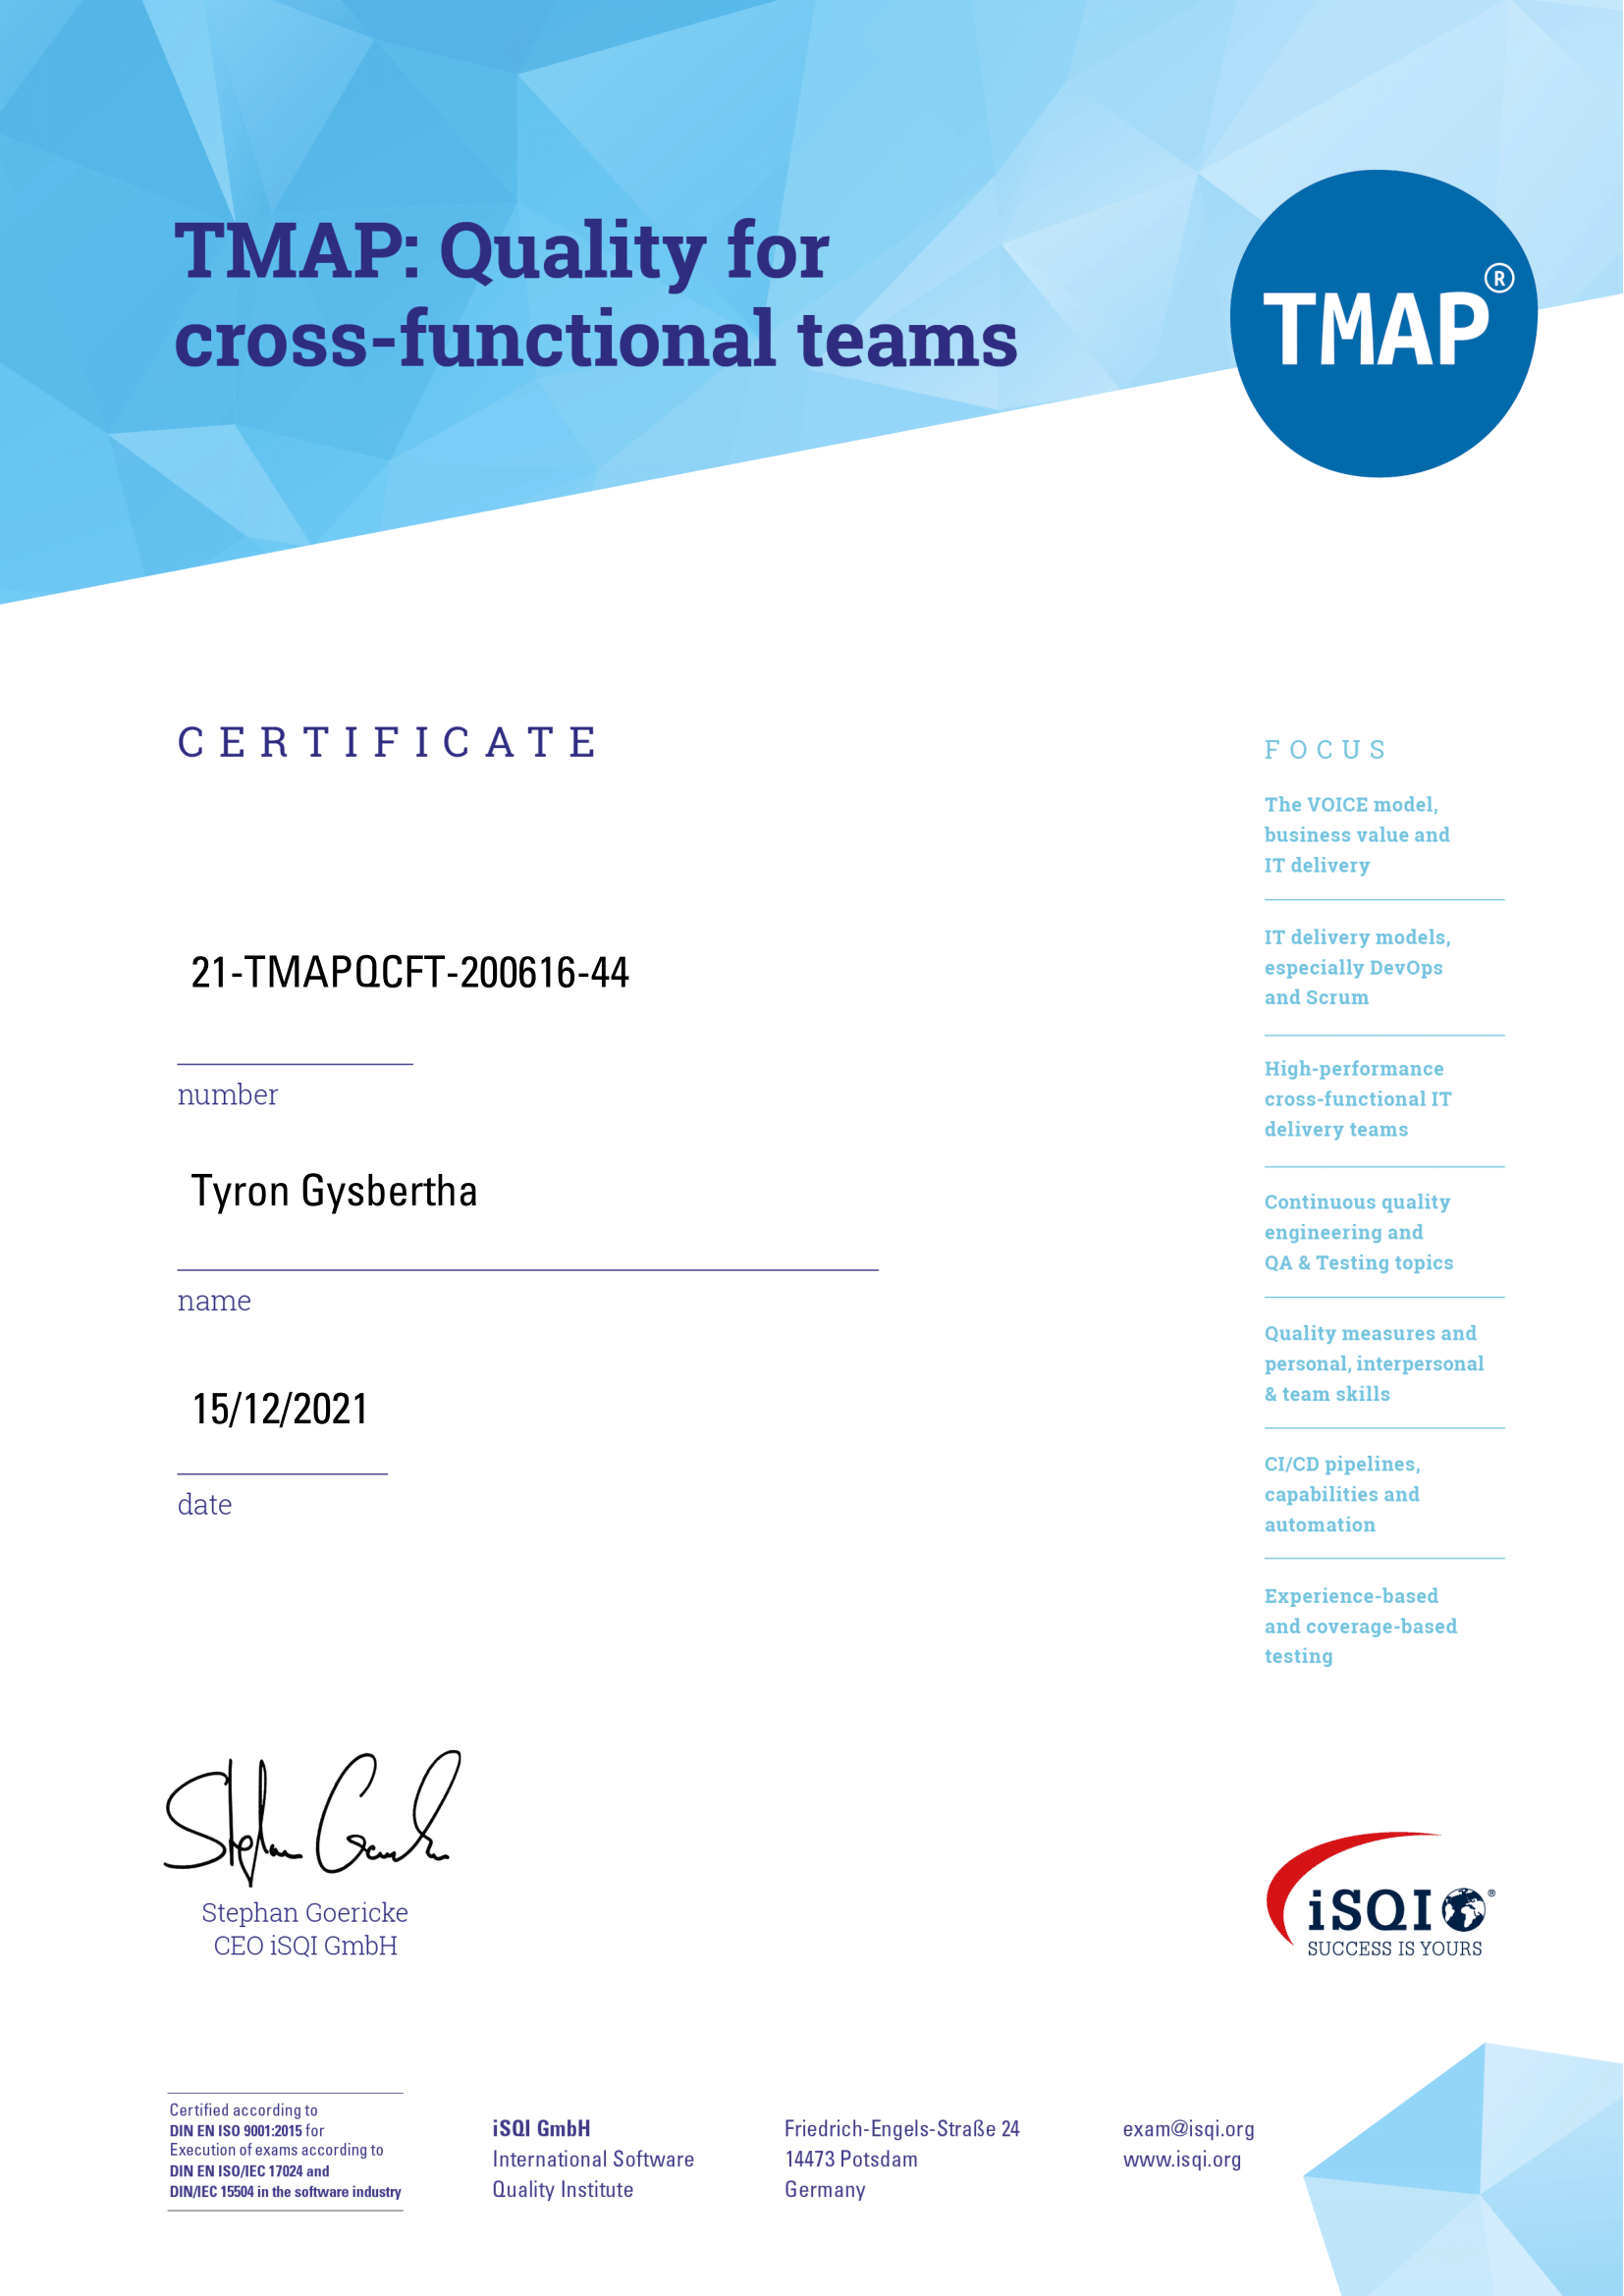 TMAP: Quality for
cross-functional teams
TMAP®
CERTIFICATE
21-TMAPQCFT-200616-44
number
Tyron Gysbertha
name
15/12/2021
date
FOCUS
The VOICE model,
business value and
IT delivery
IT delivery models,
especially DevOps
and Scrum
High-performance
cross-functional IT
delivery teams
Continuous quality
engineering and
QA & Testing topics
Quality measures and
personal, interpersonal
& team skills
CI/CD pipelines,
capabilities and
automation
Experience-based
and coverage-based
testing
Stephan Goericke
CEO iSQI GmbH
iSQI®
SUCCESS IS YOURS
Certified according to
DIN EN ISO 9001:2015 for
Execution of exams according to
DIN EN ISO/IEC 17024 and
DIN/IEC 15504 in the software industry
iSQI GmbH
International Software
Quality Institute
Friedrich-Engels-Straße 24
14473 Potsdam
Germany
exam@isqi.org
www.isqi.org